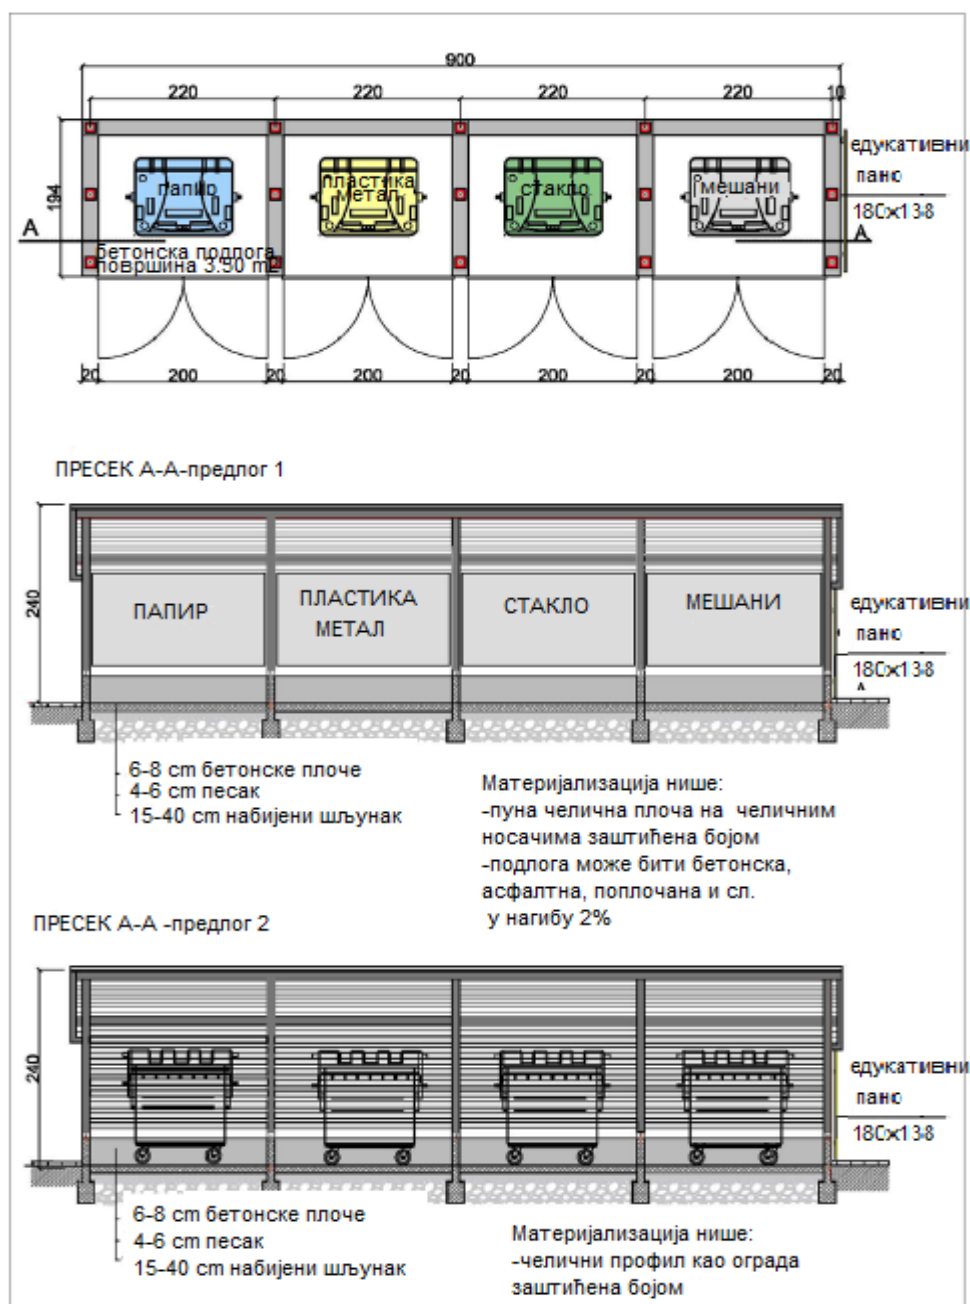 900
220 220 220 220 10
едукативни
пано
180x138
194
папир
пластика
метал
стакло
мешани
А А
бетонска подлога
површина 3.90 m2
20 200 20 200 20 200 20 200 20
ПРЕСЕК А-А-предлог 1
240
ПАПИР
ПЛАСТИКА
МЕТАЛ
СТАКЛО
МЕШАНИ
едукативни
пано
180x138
А
6-8 cm бетонске плоче
4-6 cm песак
15-40 cm набијени шљунак
Материјализација нише:
-пуна челична плоча на челичним
носачима заштићена бојом
-подлога може бити бетонска,
асфалтна, поплочана и сл.
у нагибу 2%
ПРЕСЕК А-А -предлог 2
240
едукативни
пано
180x138
6-8 cm бетонске плоче
4-6 cm песак
15-40 cm набијени шљунак
Материјализација нише:
-челични профил као ограда
заштићена бојом